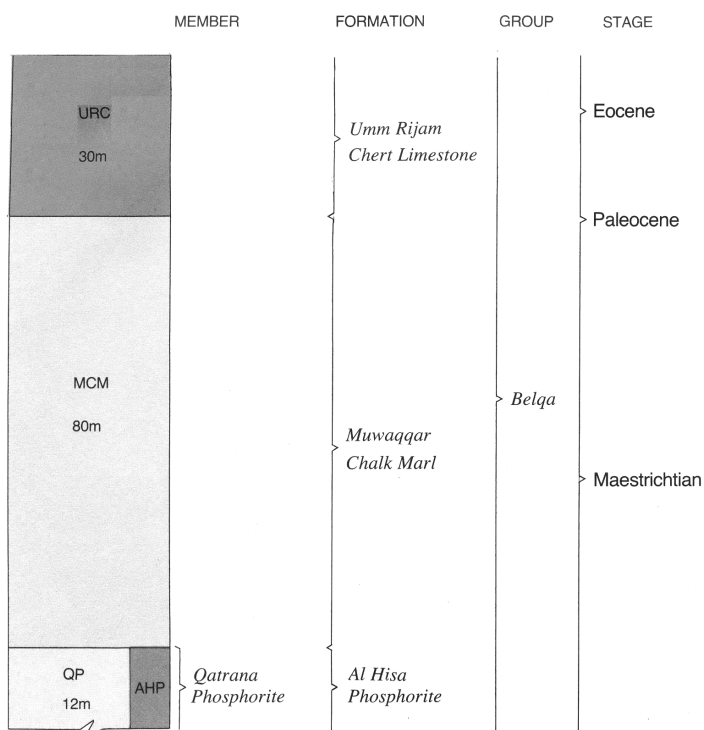 MEMBER FORMATION GROUP STAGE
URC
30m
Umm Rijam
Chert Limestone
Eocene
Paleocene
MCM
80m
Belqa
Muwaqqar
Chalk Marl
Maestrichtian
QP
12m
AHP
Qatrana
Phosphorite
Al Hisa
Phosphorite